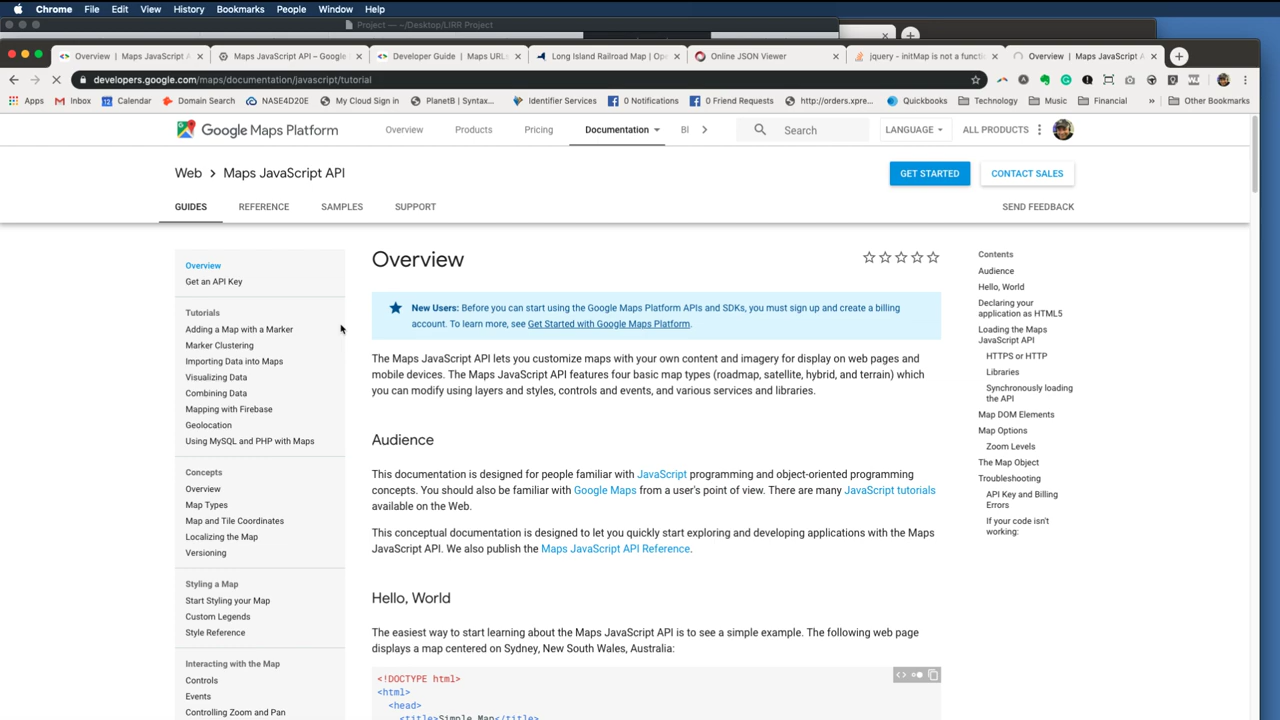 Chrome File Edit View History Bookmarks People Window Help
Project — ~/Desktop/LIRR Project
Overview | Maps JavaScript A
Maps JavaScript API – Google
Developer Guide | Maps URLs
Long Island Railroad Map | Ope
Online JSON Viewer
jquery - initMap is not a functi
Overview | Maps JavaScript A
developers.google.com/maps/documentation/javascript/tutorial
Apps Inbox Calendar Domain Search NASE4D20E My Cloud Sign in PlanetB | Syntax... Identifier Services 0 Notifications 0 Friend Requests http://orders.xpre... Quickbooks Technology Music Financial » Other Bookmarks
Google Maps Platform Overview Products Pricing Documentation Bl Search LANGUAGE ALL PRODUCTS
Web > Maps JavaScript API
GET STARTED CONTACT SALES
GUIDES REFERENCE SAMPLES SUPPORT SEND FEEDBACK
Overview
Get an API Key
Tutorials
Adding a Map with a Marker
Marker Clustering
Importing Data into Maps
Visualizing Data
Combining Data
Mapping with Firebase
Geolocation
Using MySQL and PHP with Maps
Concepts
Overview
Map Types
Map and Tile Coordinates
Localizing the Map
Versioning
Styling a Map
Start Styling your Map
Custom Legends
Style Reference
Interacting with the Map
Controls
Events
Controlling Zoom and Pan
Overview
New Users: Before you can start using the Google Maps Platform APIs and SDKs, you must sign up and create a billing
account. To learn more, see Get Started with Google Maps Platform.
The Maps JavaScript API lets you customize maps with your own content and imagery for display on web pages and
mobile devices. The Maps JavaScript API features four basic map types (roadmap, satellite, hybrid, and terrain) which
you can modify using layers and styles, controls and events, and various services and libraries.
Audience
This documentation is designed for people familiar with JavaScript programming and object-oriented programming
concepts. You should also be familiar with Google Maps from a user's point of view. There are many JavaScript tutorials
available on the Web.
This conceptual documentation is designed to let you quickly start exploring and developing applications with the Maps
JavaScript API. We also publish the Maps JavaScript API Reference.
Hello, World
The easiest way to start learning about the Maps JavaScript API is to see a simple example. The following web page
displays a map centered on Sydney, New South Wales, Australia:
<!DOCTYPE html>
<html>
<head>
<title>Simple Map</title>
Contents
Audience
Hello, World
Declaring your
application as HTML5
Loading the Maps
JavaScript API
HTTPS or HTTP
Libraries
Synchronously loading
the API
Map DOM Elements
Map Options
Zoom Levels
The Map Object
Troubleshooting
API Key and Billing
Errors
If your code isn't
working: